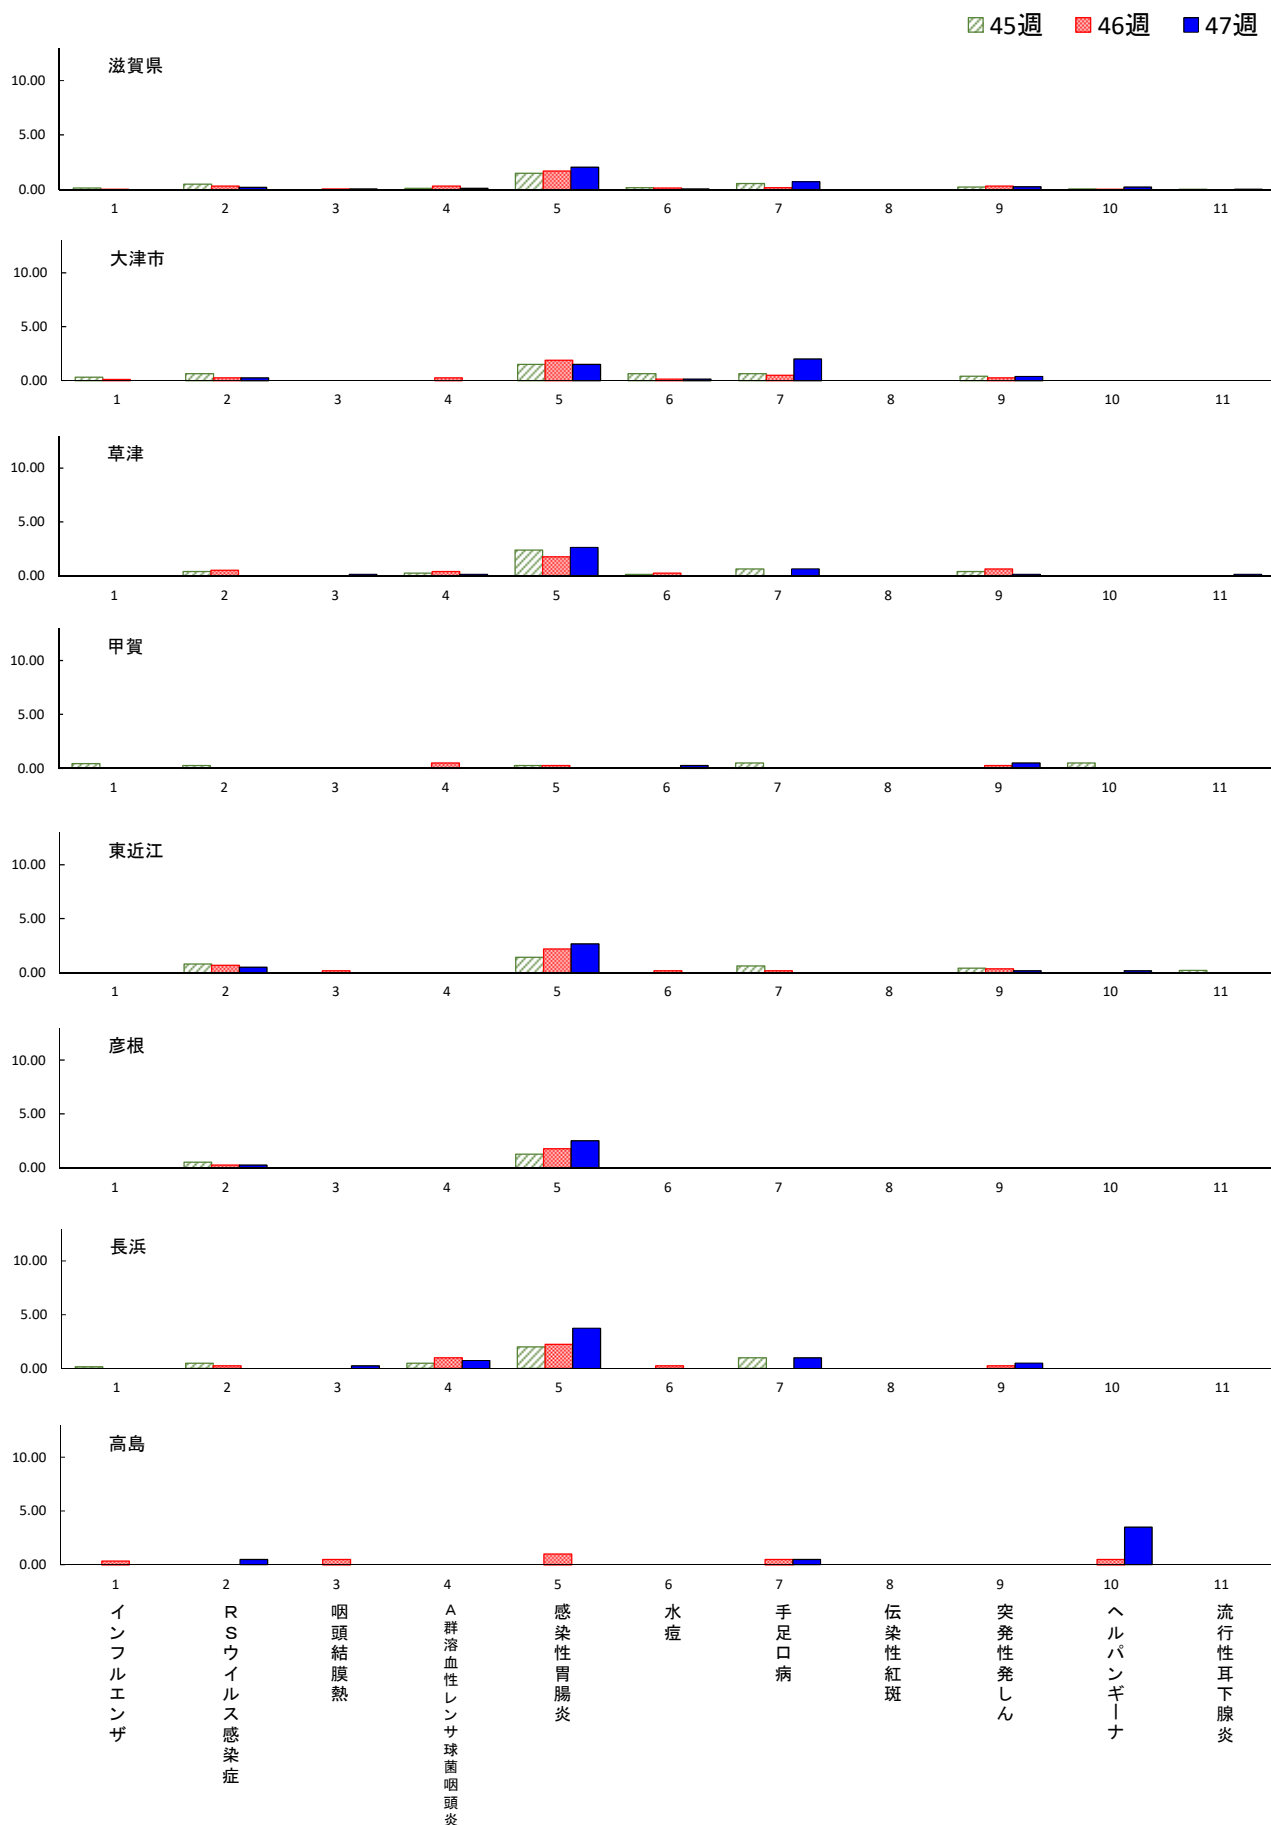 45週 46週 47週
滋賀県
10.00
5.00
0.00
1 2 3 4 5 6 7 8 9 10 11
大津市
10.00
5.00
0.00
1 2 3 4 5 6 7 8 9 10 11
草津
10.00
5.00
0.00
1 2 3 4 5 6 7 8 9 10 11
甲賀
10.00
5.00
0.00
1 2 3 4 5 6 7 8 9 10 11
東近江
10.00
5.00
0.00
1 2 3 4 5 6 7 8 9 10 11
彦根
10.00
5.00
0.00
1 2 3 4 5 6 7 8 9 10 11
長浜
10.00
5.00
0.00
1 2 3 4 5 6 7 8 9 10 11
高島
10.00
5.00
0.00
1 2 3 4 5 6 7 8 9 10 11
インフルエンザ
RSウイルス感染症
咽頭結膜熱
A群溶血性レンサ球菌咽頭炎
感染性胃腸炎
水痘
手足口病
伝染性紅斑
突発性発しん
ヘルパンギーナ
流行性耳下腺炎